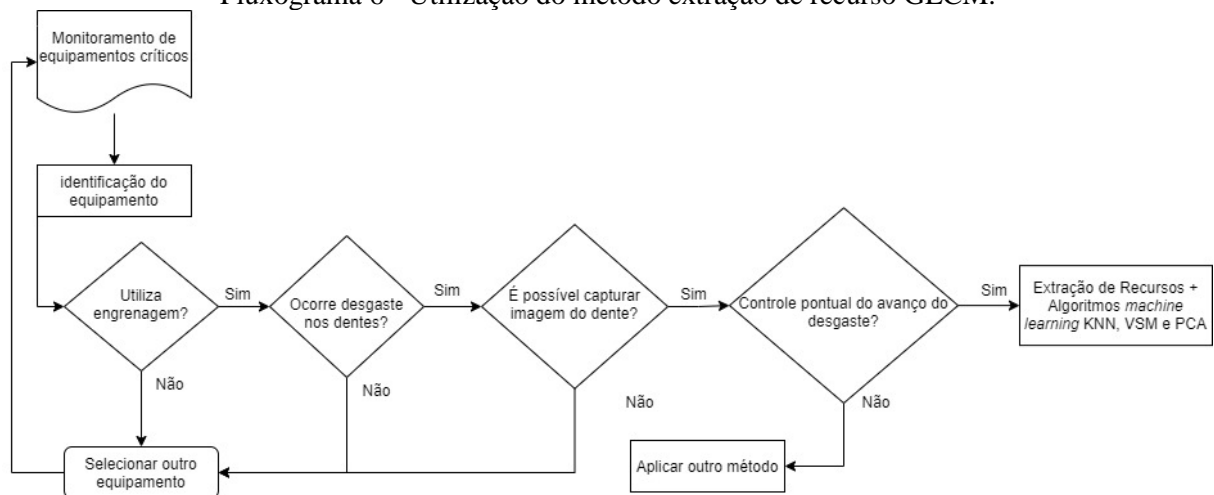 Fluxograma 6 - Utilização do método extração de recurso GLCM.
Monitoramento de
equipamentos críticos
identificação do
equipamento
Utiliza
engrenagem?
Sim
Ocorre desgaste
nos dentes?
Sim
É possível capturar
imagem do dente?
Sim
Controle pontual do avanço do
desgaste?
Sim
Extração de Recursos +
Algoritmos machine
learning KNN, VSM e PCA
Não
Não
Não
Não
Selecionar outro
equipamento
Aplicar outro método